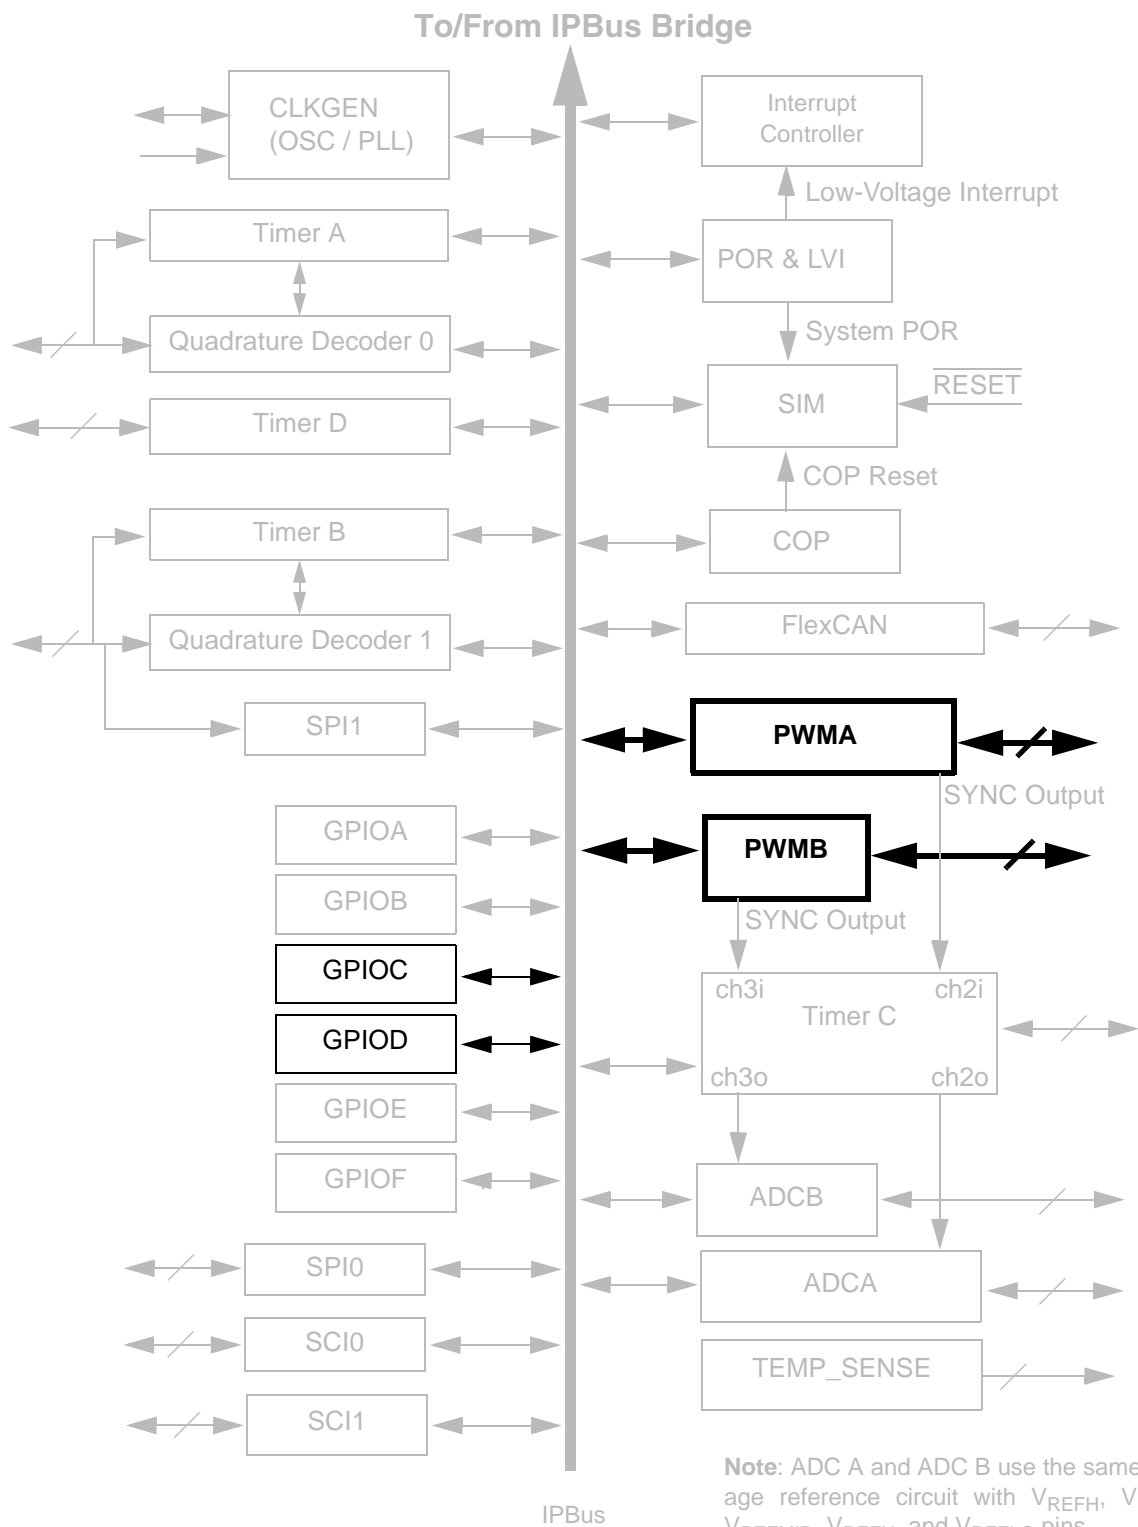 To/From IPBus Bridge
CLKGEN
(OSC / PLL)
Timer A
Quadrature Decoder 0
Timer D
Timer B
Quadrature Decoder 1
SPI1
GPIOA
GPIOB
GPIOC
GPIOD
GPIOE
GPIOF
SPI0
SCI0
SCI1
IPBus
Interrupt
Controller
Low-Voltage Interrupt
POR & LVI
System POR
RESET
SIM
COP Reset
COP
FlexCAN
PWMA
SYNC Output
PWMB
SYNC Output
ch3i
ch2i
Timer C
ch3o
ch2o
ADCB
ADCA
TEMP_SENSE
Note: ADC A and ADC B use the same
age reference circuit with VREFH, V
and pins